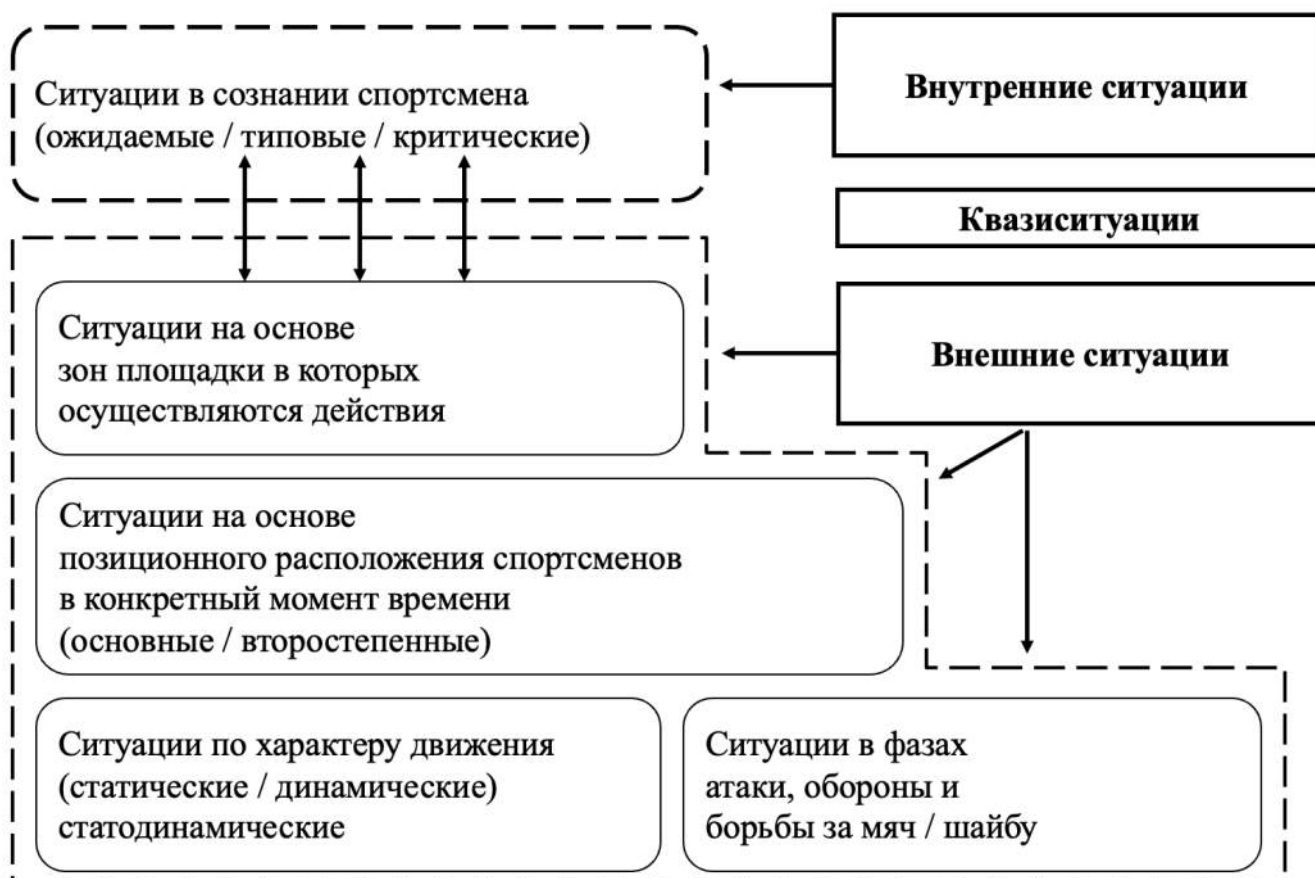 Ситуации в сознании спортсмена
(ожидаемые / типовые / критические)
Внутренние ситуации
Квазиситуации
Внешние ситуации
Ситуации на основе
зон площадки в которых
осуществляются действия
Ситуации на основе
позиционного расположения спортсменов
в конкретный момент времени
(основные / второстепенные)
Ситуации по характеру движения
(статические / динамические)
статодинамические
Ситуации в фазах
атаки, обороны и
борьбы за мяч / шайбу